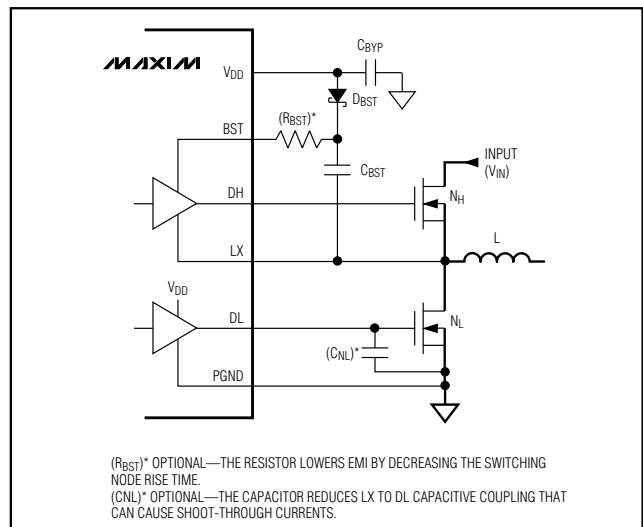 MAXIM
VDD
CBYP
DBST
BST
(RBST)*
CBST
INPUT
(VIN)
DH
NH
LX
L
VDD
DL
NL
(CNL)*
PGND
(RBST)* OPTIONAL—THE RESISTOR LOWERS EMI BY DECREASING THE SWITCHING
NODE RISE TIME.
(CNL)* OPTIONAL—THE CAPACITOR REDUCES LX TO DL CAPACITIVE COUPLING THAT
CAN CAUSE SHOOT-THROUGH CURRENTS.